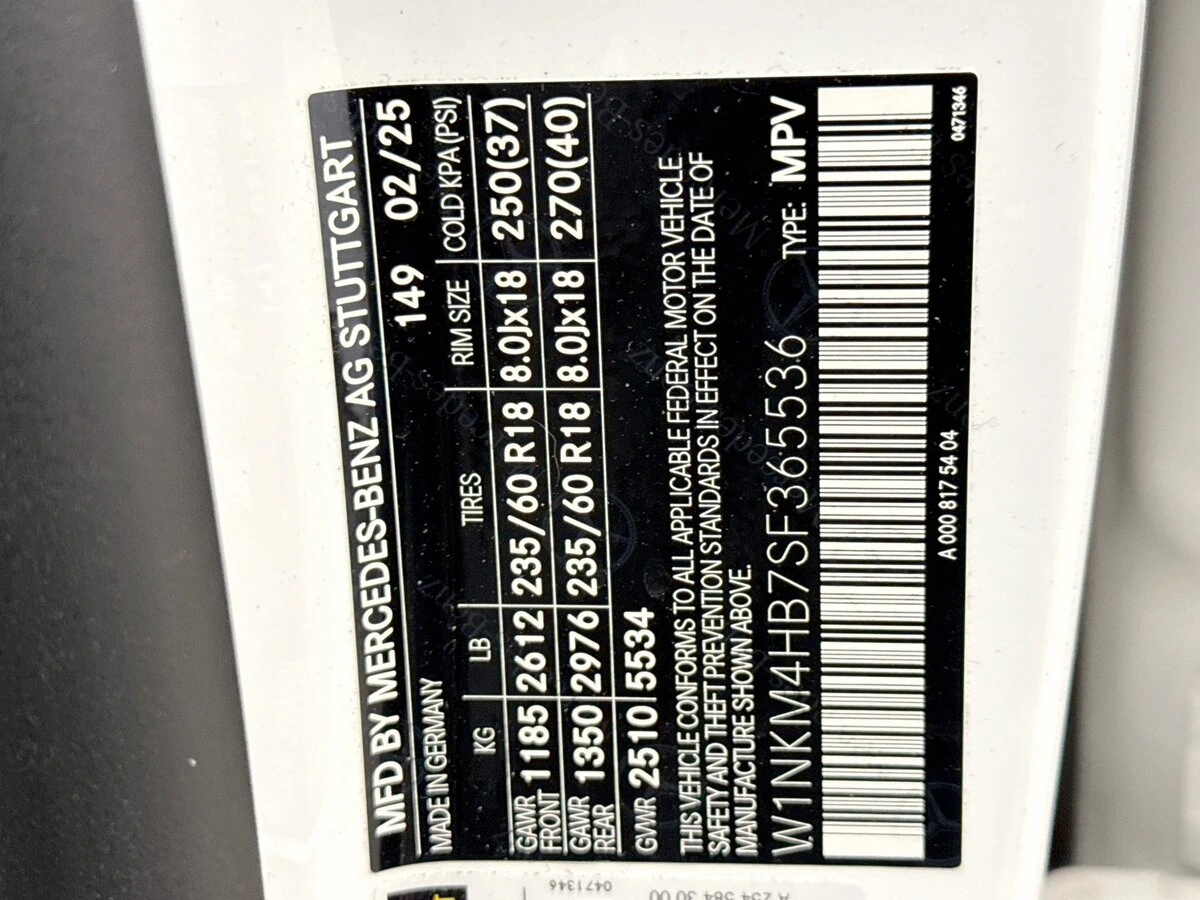 MFD BY MERCEDES-BENZ AG STUTTGART
MADE IN GERMANY 149 02/25
KG LB TIRES RIM SIZE COLD KPA (PSI)
GAWR FRONT 1185 2612 235/60 R18 8.0Jx18 250(37)
GAWR REAR 1350 2976 235/60 R18 8.0Jx18 270(40)
GVWR 2510 5534
THIS VEHICLE CONFORMS TO ALL APPLICABLE FEDERAL MOTOR VEHICLE
SAFETY AND THEFT PREVENTION STANDARDS IN EFFECT ON THE DATE OF
MANUFACTURE SHOWN ABOVE.
W1NKM4HB7SF365536 TYPE: MPV
A 000 817 54 04
0471346
0471346
A 254 584 30 00